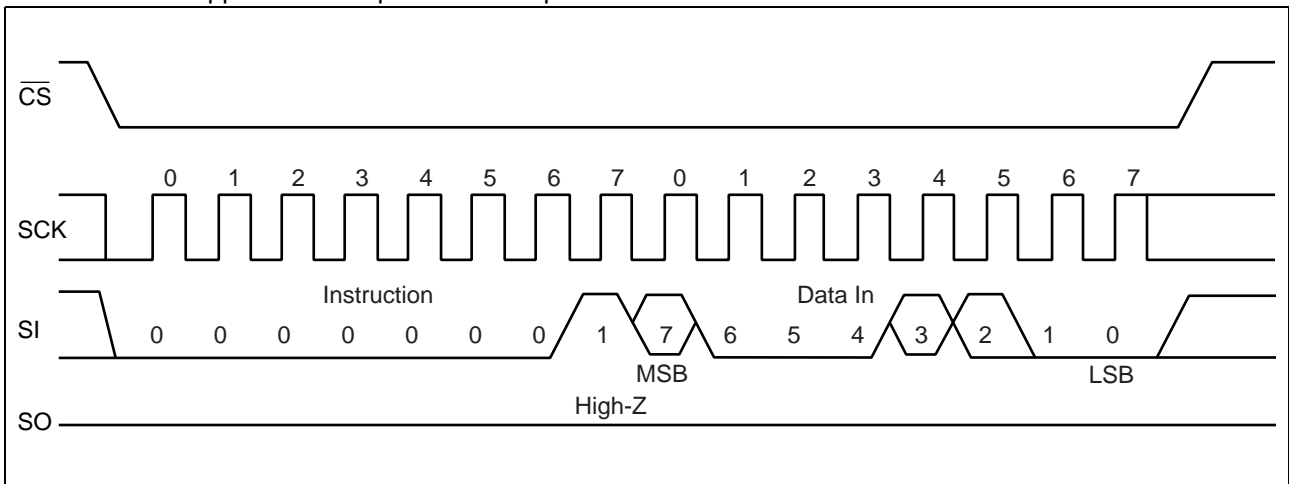 CS
0 1 2 3 4 5 6 7 0 1 2 3 4 5 6 7
SCK
Instruction Data In
SI 0 0 0 0 0 0 0 1 7 6 5 4 3 2 1 0
MSB LSB
High-Z
SO